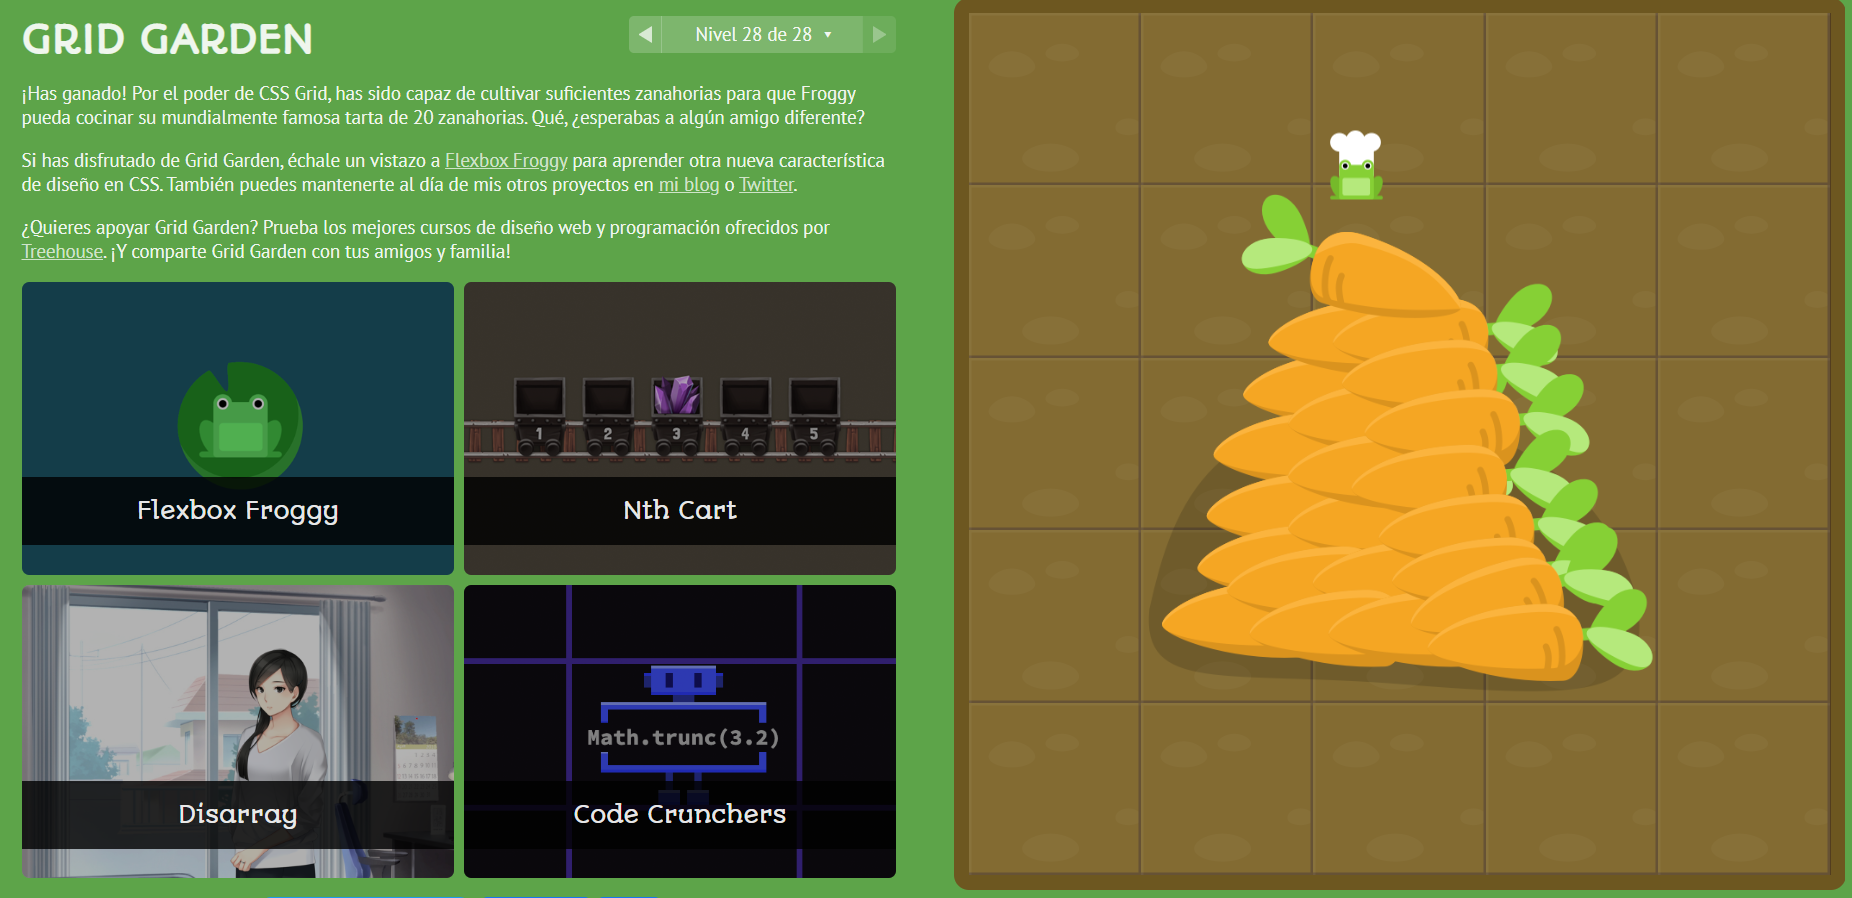 GRID GARDEN
Nivel 28 de 28
¡Has ganado! Por el poder de CSS Grid, has sido capaz de cultivar suficientes zanahorias para que Froggy
pueda cocinar su mundialmente famosa tarta de 20 zanahorias. Qué, ¿esperabas a algún amigo diferente?
Si has disfrutado de Grid Garden, échale un vistazo a Flexbox Froggy para aprender otra nueva característica
de diseño en CSS. También puedes mantenerte al día de mis otros proyectos en mi blog o Twitter.
¿Quieres apoyar Grid Garden? Prueba los mejores cursos de diseño web y programación ofrecidos por
Treehouse. ¡Y comparte Grid Garden con tus amigos y familia!
Flexbox Froggy
1 2 3 4 5
Nth Cart
Disarray
Math.trunc(3.2)
Code Crunchers